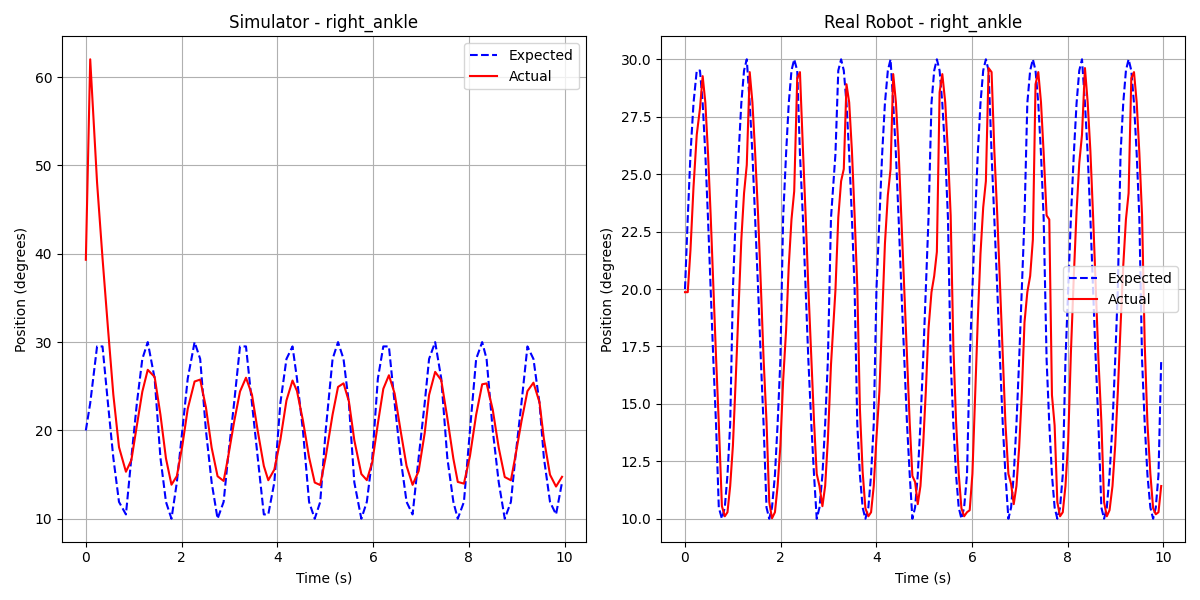 Simulator - right_ankle
Expected
Actual
Position (degrees)
60
50
40
30
20
10
0
2
4
6
8
10
Time (s)
Real Robot - right_ankle
Expected
Actual
Position (degrees)
30.0
27.5
25.0
22.5
20.0
17.5
15.0
12.5
10.0
0
2
4
6
8
10
Time (s)